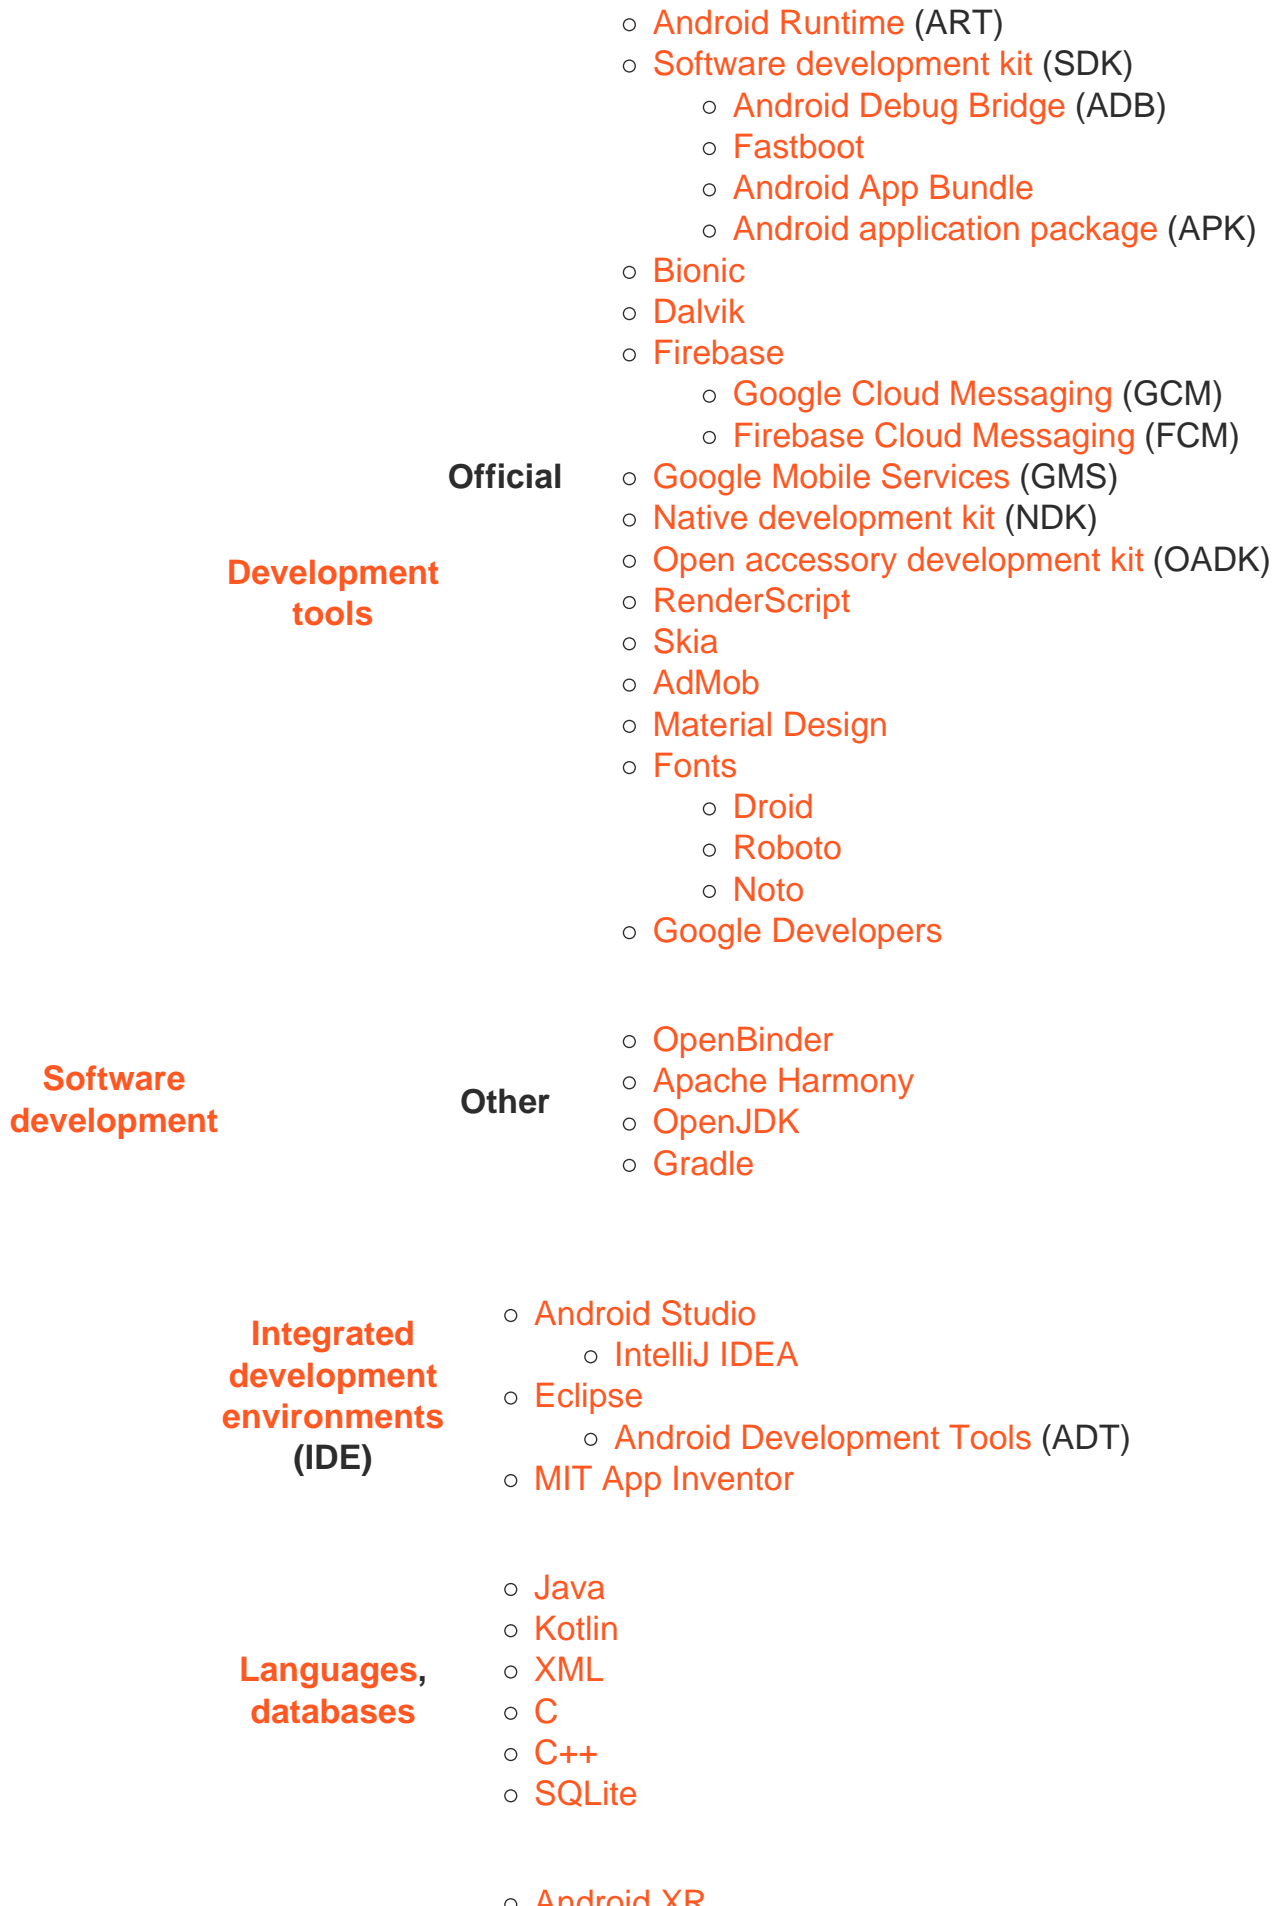 Software
development
Development
tools
Official
Android Runtime (ART)
Software development kit (SDK)
Android Debug Bridge (ADB)
Fastboot
Android App Bundle
Android application package (APK)
Bionic
Dalvik
Firebase
Google Cloud Messaging (GCM)
Firebase Cloud Messaging (FCM)
Google Mobile Services (GMS)
Native development kit (NDK)
Open accessory development kit (OADK)
RenderScript
Skia
AdMob
Material Design
Fonts
Droid
Roboto
Noto
Google Developers
Other
OpenBinder
Apache Harmony
OpenJDK
Gradle
Integrated
development
environments
(IDE)
Android Studio
IntelliJ IDEA
Eclipse
Android Development Tools (ADT)
MIT App Inventor
Languages,
databases
Java
Kotlin
XML
C
C++
SQLite
Android XR